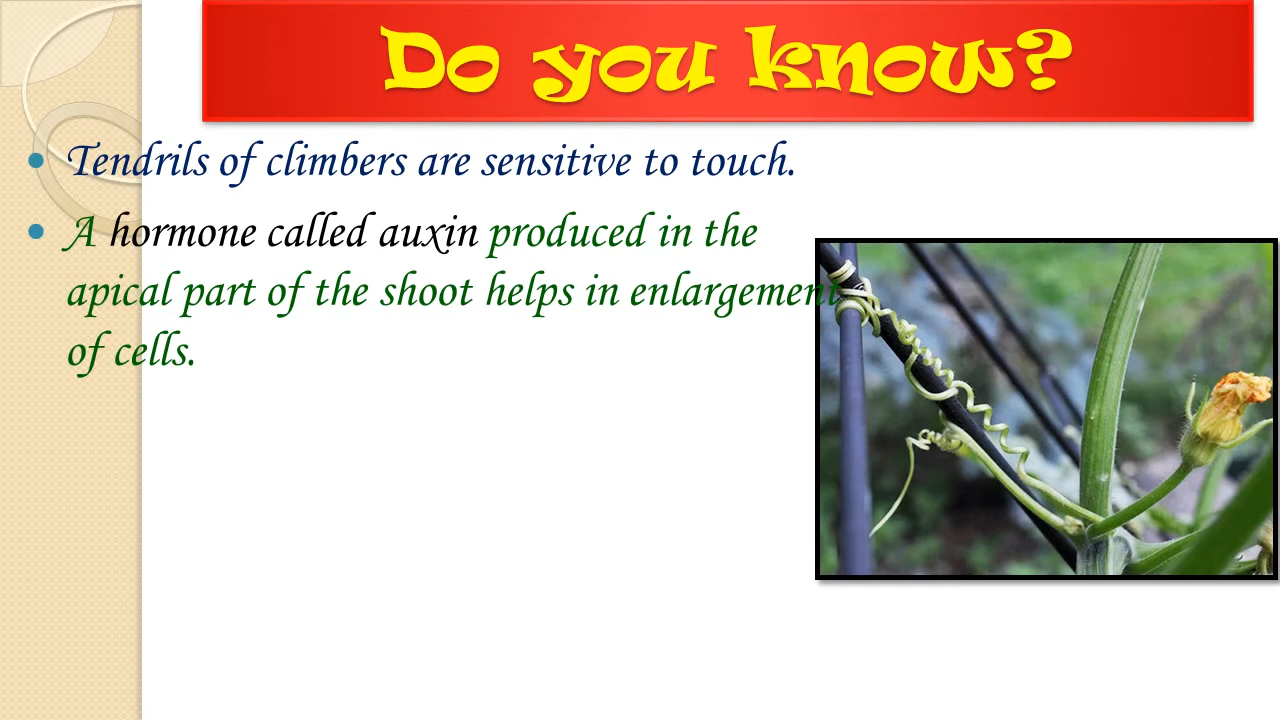 Do you know?
• Tendrils of climbers are sensitive to touch.
• A hormone called auxin produced in the
apical part of the shoot helps in enlargement
of cells.